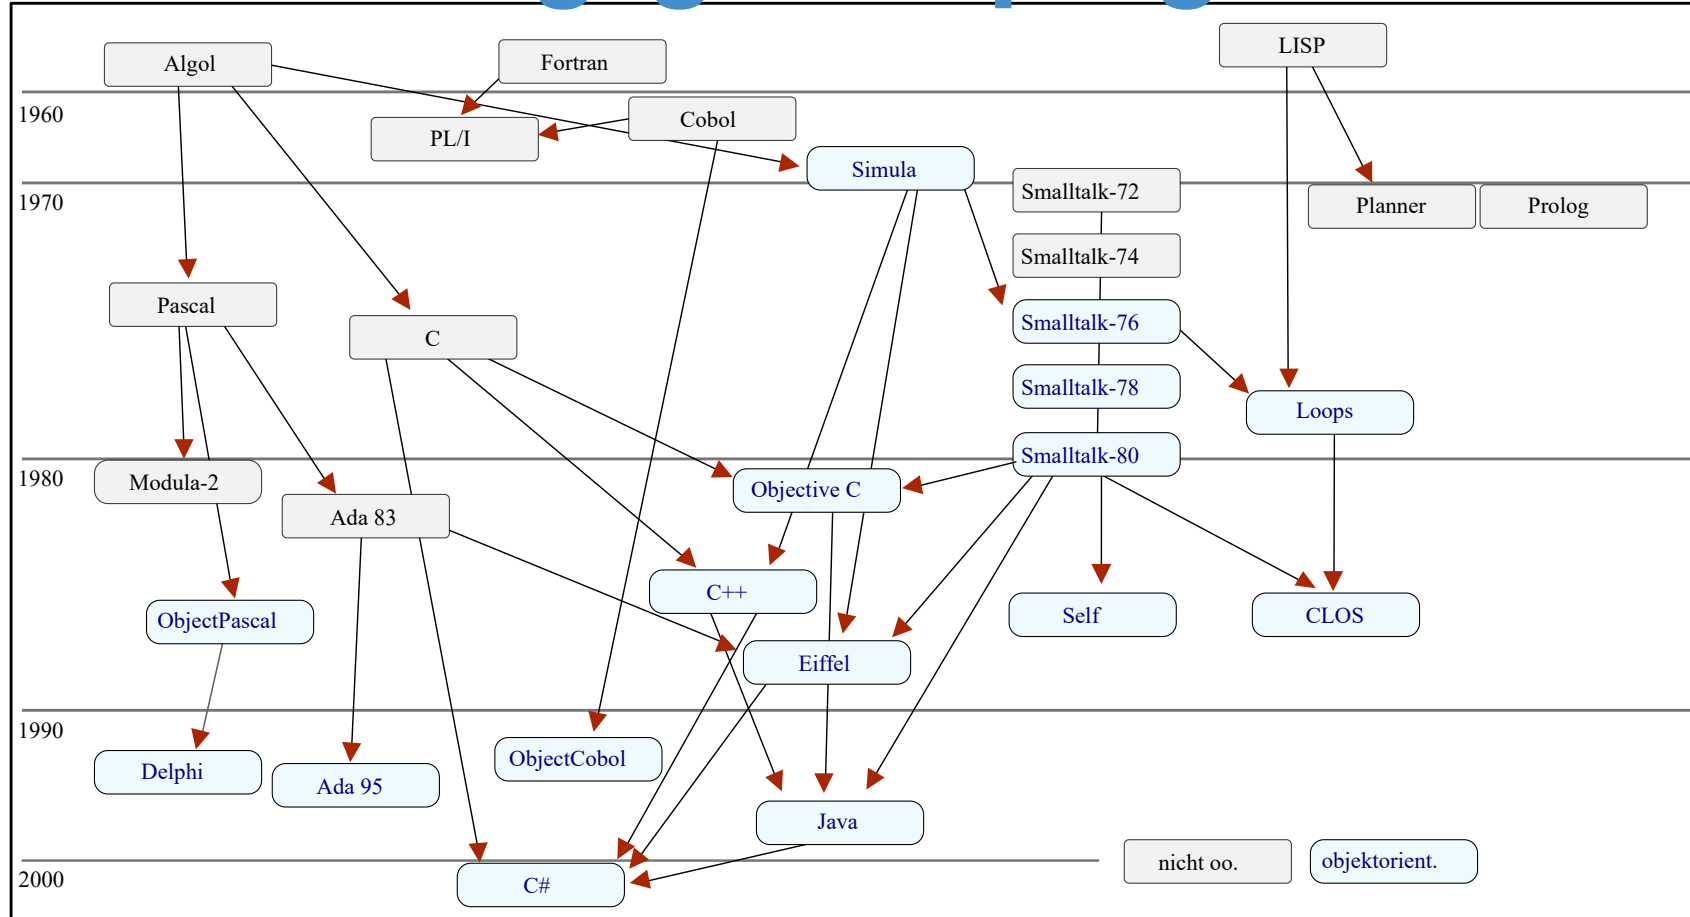 Algol
Fortran
LISP
1960
PL/I
Cobol
Simula
1970
Smalltalk-72
Planner
Prolog
Smalltalk-74
Pascal
C
Smalltalk-76
Smalltalk-78
Loops
Smalltalk-80
1980
Modula-2
Objective C
Ada 83
C++
ObjectPascal
Self
CLOS
Eiffel
1990
Delphi
Ada 95
ObjectCobol
Java
nicht oo.
objektorient.
2000
C#